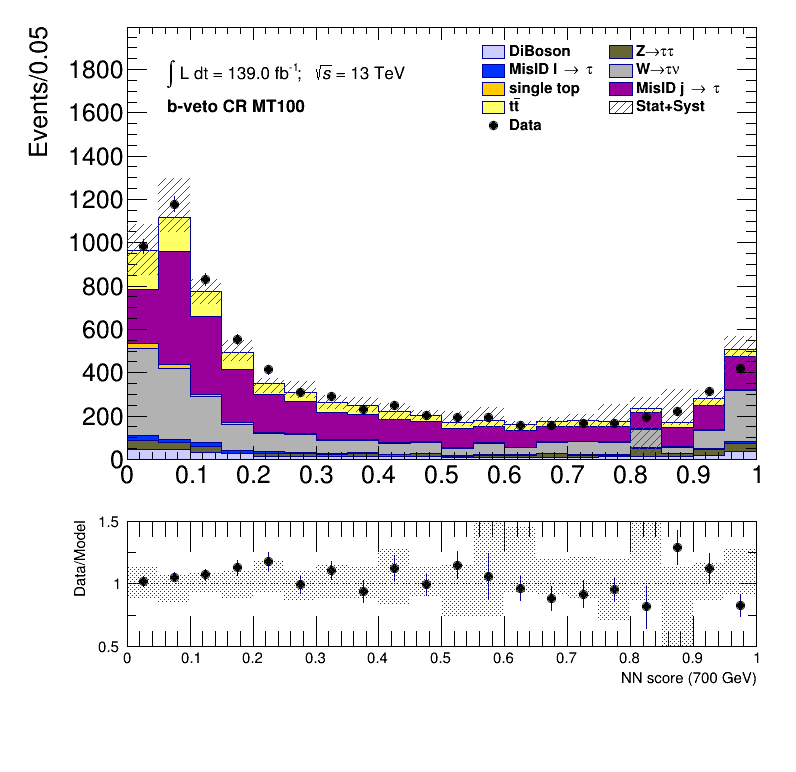 Events/0.05
1800
1600
1400
1200
1000
800
600
400
200
0
∫ L dt = 139.0 fb⁻¹; √s = 13 TeV
b-veto CR MT100
DiBoson
MisID l → τ
single top
tt̄
Data
Z→ττ
W→τν
MisID j → τ
Stat+Syst
0 0.1 0.2 0.3 0.4 0.5 0.6 0.7 0.8 0.9 1
Data/Model
1.5
1
0.5
0 0.1 0.2 0.3 0.4 0.5 0.6 0.7 0.8 0.9 1
NN score (700 GeV)